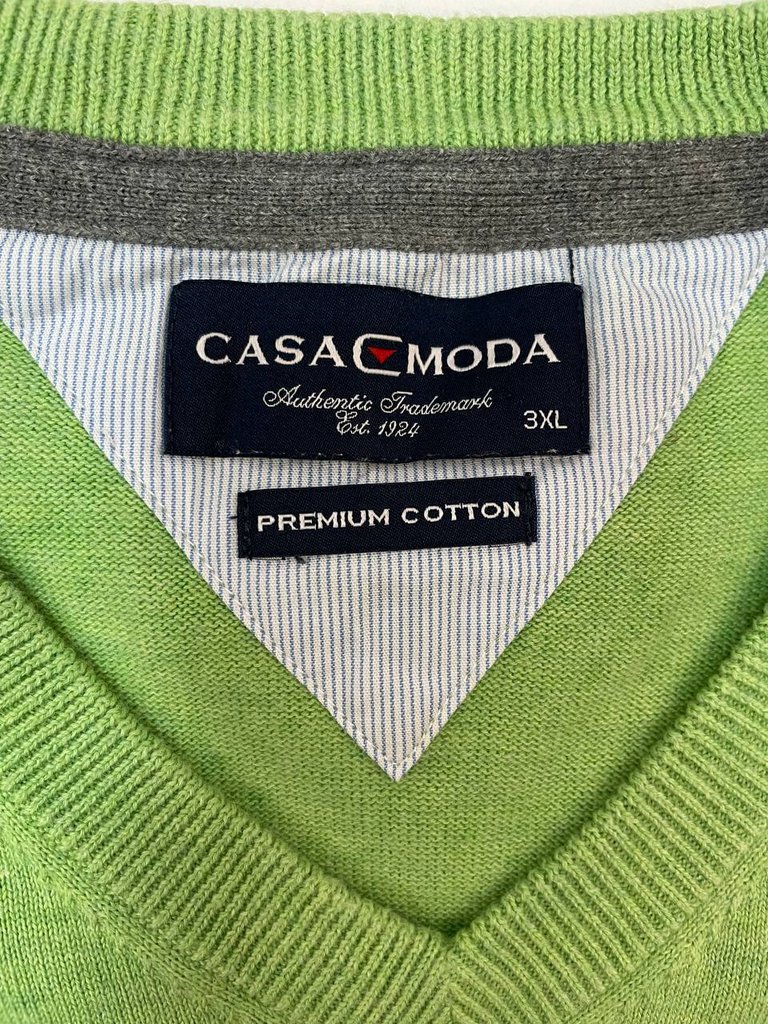 CASA MODA
Authentic Trademark
Est. 1924
3XL
PREMIUM COTTON